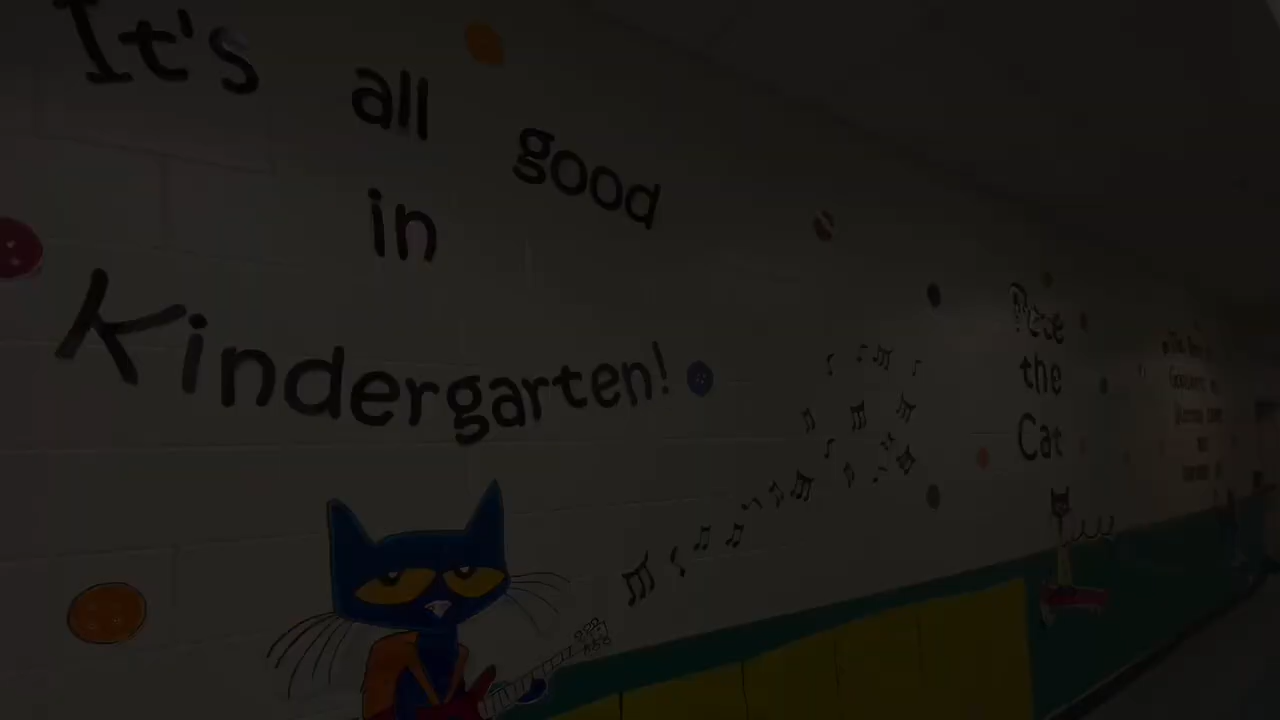 It's all good
in
Kindergarten!
Pete
the
Cat